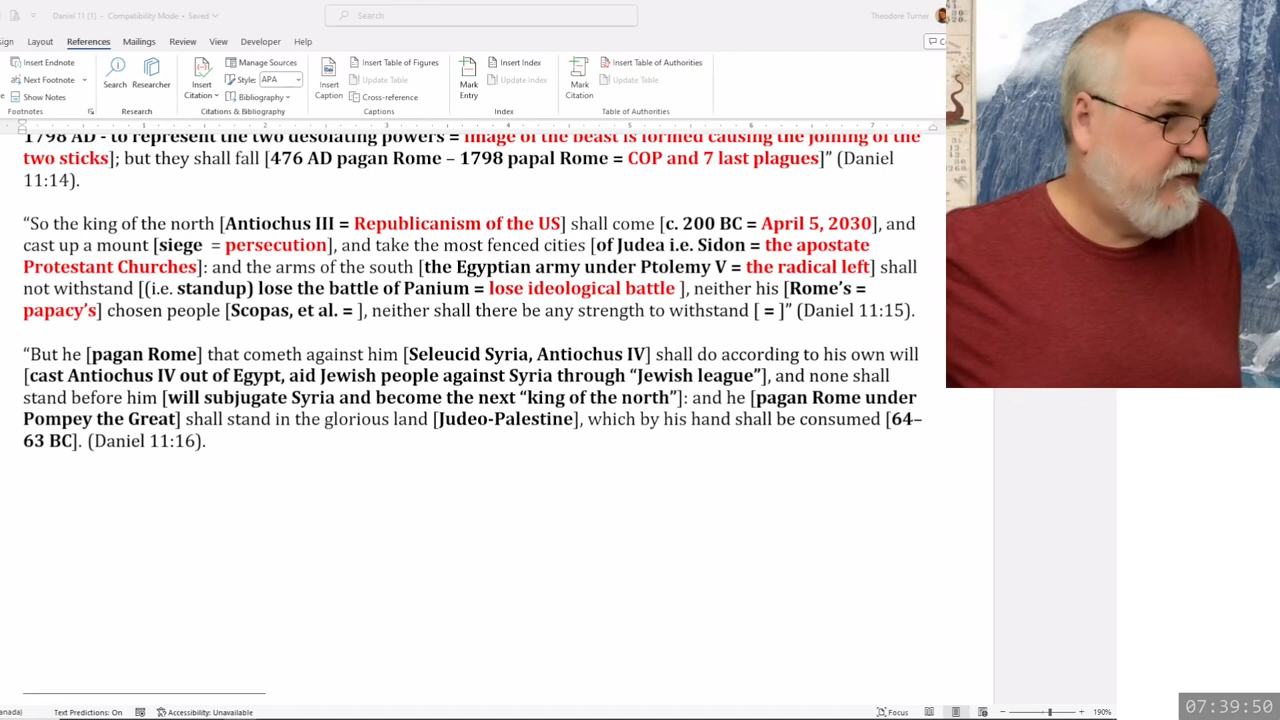 Daniel 11 (1) - Compatibility Mode • Saved
Search
Theodore Turner
sign Layout References Mailings Review View Developer Help
Insert Endnote
Next Footnote
Show Notes
Footnotes
Search
Researcher
Research
Insert Citation
Manage Sources
Style: APA
Bibliography
Citations & Bibliography
Insert Caption
Insert Table of Figures
Update Table
Cross-reference
Captions
Mark Entry
Insert Index
Update Index
Index
Mark Citation
Insert Table of Authorities
Update Table
Table of Authorities
1 2 3 4 5 6 7
1798 AD - to represent the two desolating powers = image of the beast is formed causing the joining of the
two sticks]; but they shall fall [476 AD pagan Rome – 1798 papal Rome = COP and 7 last plagues]” (Daniel
11:14).
“So the king of the north [Antiochus III = Republicanism of the US] shall come [c. 200 BC = April 5, 2030], and
cast up a mount [siege = persecution], and take the most fenced cities [of Judea i.e. Sidon = the apostate
Protestant Churches]: and the arms of the south [the Egyptian army under Ptolemy V = the radical left] shall
not withstand [(i.e. standup) lose the battle of Panium = lose ideological battle ], neither his [Rome’s =
papacy’s] chosen people [Scopas, et al. = ], neither shall there be any strength to withstand [ = ]” (Daniel 11:15).
“But he [pagan Rome] that cometh against him [Seleucid Syria, Antiochus IV] shall do according to his own will
[cast Antiochus IV out of Egypt, aid Jewish people against Syria through “Jewish league”], and none shall
stand before him [will subjugate Syria and become the next “king of the north”]: and he [pagan Rome under
Pompey the Great] shall stand in the glorious land [Judeo-Palestine], which by his hand shall be consumed [64–
63 BC]. (Daniel 11:16).
anada) Text Predictions: On Accessibility: Unavailable Focus 190%
07:39:50